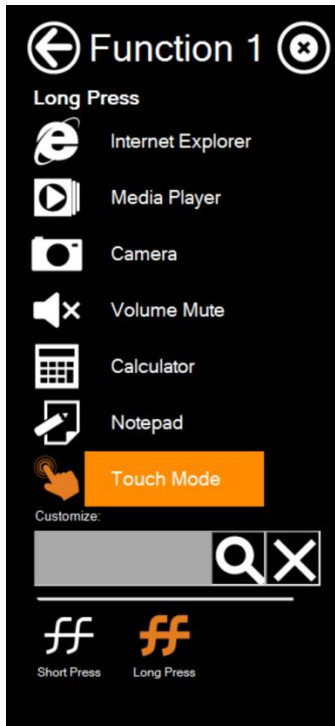 Function 1
Long Press
Internet Explorer
Media Player
Camera
Volume Mute
Calculator
Notepad
Touch Mode
Customize:
Short Press
Long Press